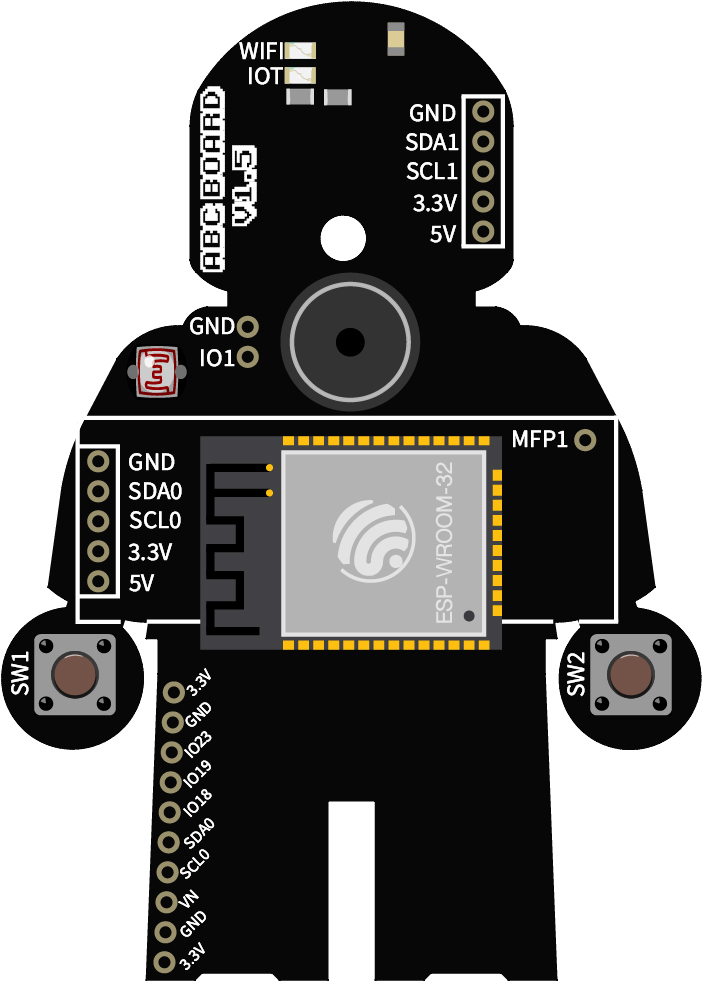 WIFI
IOT
ABC BOARD
V1.5
GND
SDA1
SCL1
3.3V
5V
GND
IO1
MFP1
GND
SDA0
SCL0
3.3V
5V
ESP-WROOM-32
SW1
SW2
3.3V
GND
IO23
IO19
IO18
SDA0
SCL0
VN
GND
3.3V